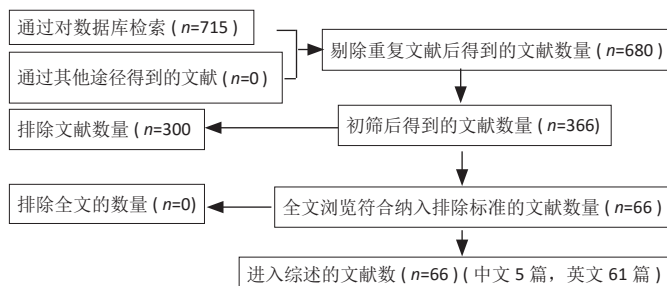 通过对数据库检索 ( n=715)
通过其他途径得到的文献 ( n=0 )
剔除重复文献后得到的文献数量 ( n=680)
排除文献数量 ( n=300
初筛后得到的文献数量 ( n=366)
排除全文的数量 ( n=0)
全文浏览符合纳入排除标准的文献数量 ( n=66 )
进入综述的文献数 ( n=66 ) ( 中文 5 篇，英文 61 篇 )